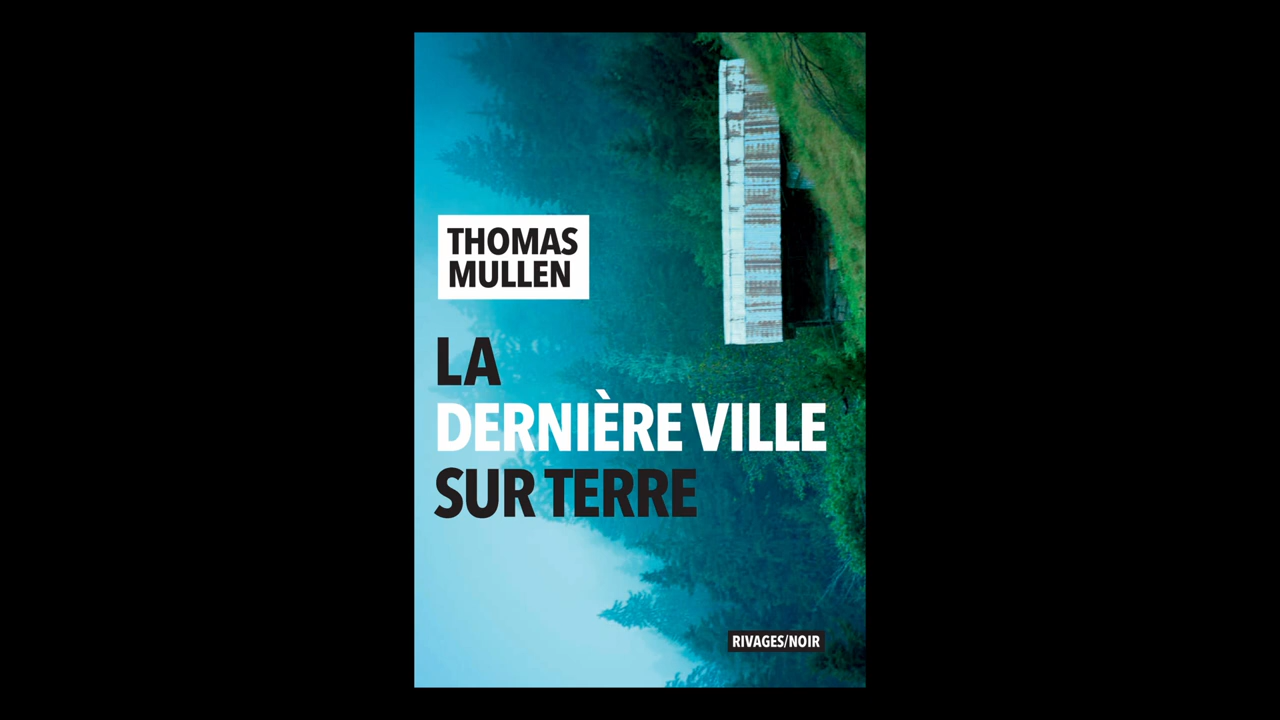 THOMAS
MULLEN
LA
DERNIÈRE VILLE
SUR TERRE
RIVAGES/NOIR